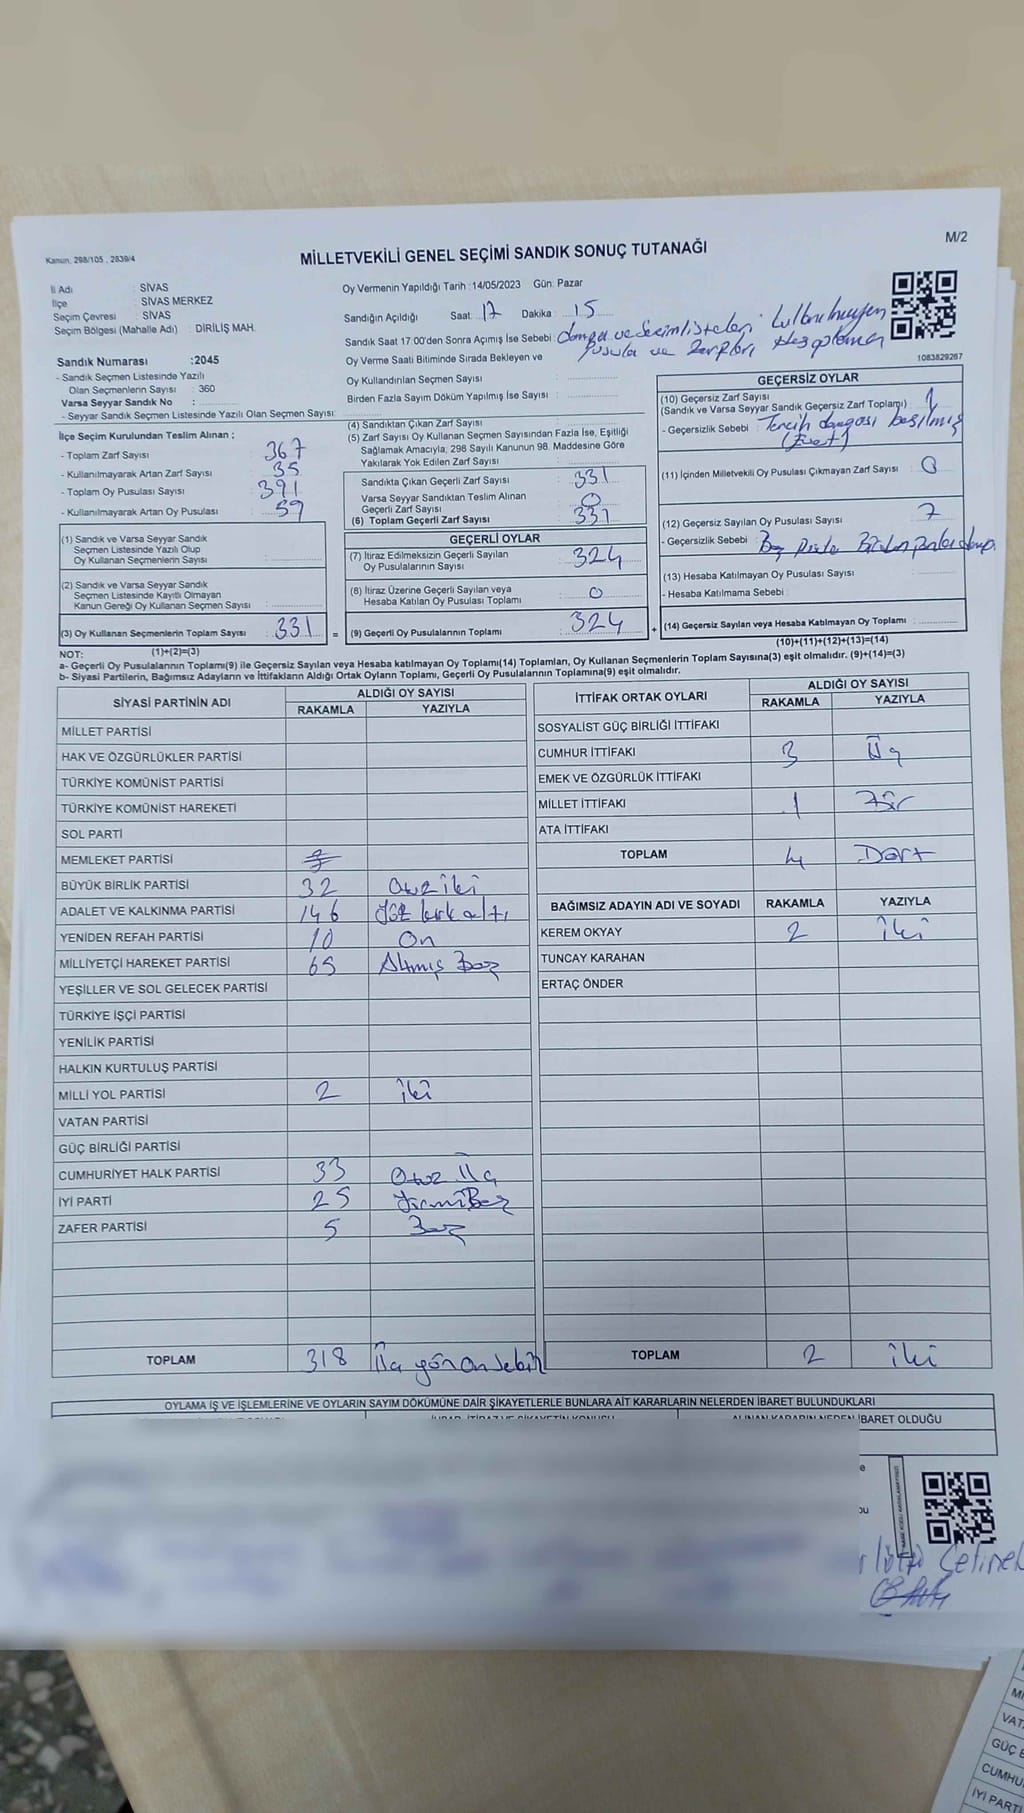 Kanun, 298/105 , 2839/4
MİLLETVEKİLİ GENEL SEÇİMİ SANDIK SONUÇ TUTANAĞI
M/2
İl Adı : SİVAS
İlçe : SİVAS MERKEZ
Seçim Çevresi : SİVAS
Seçim Bölgesi (Mahalle Adı) : DİRİLİŞ MAH.
Sandık Numarası :2045
- Sandık Seçmen Listesinde Yazılı
Olan Seçmenlerin Sayısı : 360
Varsa Seyyar Sandık No :
- Seyyar Sandık Seçmen Listesinde Yazılı Olan Seçmen Sayısı:
Oy Vermenin Yapıldığı Tarih :14/05/2023 Gün: Pazar
Sandığın Açıldığı Saat: 17 Dakika : 15
Sandık Saat 17:00'den Sonra Açımış İse Sebebi: damga ve Seçim listeleri
pusula ve Zarfları
Oy Verme Saati Bitiminde Sırada Bekleyen ve
Oy Kullandırılan Seçmen Sayısı :
Birden Fazla Sayım Döküm Yapılmış İse Sayısı :
1083829267
İlçe Seçim Kurulundan Teslim Alınan ;
- Toplam Zarf Sayısı : 367
- Kullanılmayarak Artan Zarf Sayısı : 35
- Toplam Oy Pusulası Sayısı : 391
- Kullanılmayarak Artan Oy Pusulası : 59
(1) Sandık ve Varsa Seyyar Sandık
Seçmen Listesinde Yazılı Olup
Oy Kullanan Seçmenlerin Sayısı :
(2) Sandık ve Varsa Seyyar Sandık
Seçmen Listesinde Kayıtlı Olmayan
Kanun Gereği Oy Kullanan Seçmen Sayısı :
(3) Oy Kullanan Seçmenlerin Toplam Sayısı : 331 =
(1)+(2)=(3)
(4) Sandıktan Çıkan Zarf Sayısı :
(5) Zarf Sayısı Oy Kullanan Seçmen Sayısından Fazla İse, Eşitliği
Sağlamak Amacıyla, 298 Sayılı Kanunun 98. Maddesine Göre
Yakılarak Yok Edilen Zarf Sayısı :
Sandıkta Çıkan Geçerli Zarf Sayısı : 331
Varsa Seyyar Sandıktan Teslim Alınan
Geçerli Zarf Sayısı : 0
(6) Toplam Geçerli Zarf Sayısı : 331
GEÇERLİ OYLAR
(7) İtiraz Edilmeksizin Geçerli Sayılan
Oy Pusulalarının Sayısı : 324
(8) İtiraz Üzerine Geçerli Sayılan veya
Hesaba Katılan Oy Pusulası Toplamı : 0
(9) Geçerli Oy Pusulalarının Toplamı : 324 +
GEÇERSİZ OYLAR
(10) Geçersiz Zarf Sayısı
(Sandık ve Varsa Seyyar Sandık Geçersiz Zarf Toplamı) : 1
- Geçersizlik Sebebi : Tercih damgası basılmış
(Evet)
(11) İçinden Milletvekili Oy Pusulası Çıkmayan Zarf Sayısı : 0
(12) Geçersiz Sayılan Oy Pusulası Sayısı : 7
- Geçersizlik Sebebi :
(13) Hesaba Katılmayan Oy Pusulası Sayısı :
- Hesaba Katılmama Sebebi :
(14) Geçersiz Sayılan veya Hesaba Katılmayan Oy Toplamı :
(10)+(11)+(12)+(13)=(14)
NOT:
a- Geçerli Oy Pusulalarının Toplamı(9) ile Geçersiz Sayılan veya Hesaba katılmayan Oy Toplamı(14) Toplamları, Oy Kullanan Seçmenlerin Toplam Sayısına(3) eşit olmalıdır. (9)+(14)=(3)
b- Siyasi Partilerin, Bağımsız Adayların ve İttifakların Aldığı Ortak Oyların Toplamı, Geçerli Oy Pusulalarının Toplamına(9) eşit olmalıdır.
SİYASİ PARTİNİN ADI ALDIĞI OY SAYISI
RAKAMLA YAZIYLA
MİLLET PARTİSİ
HAK VE ÖZGÜRLÜKLER PARTİSİ
TÜRKİYE KOMÜNİST PARTİSİ
TÜRKİYE KOMÜNİST HAREKETİ
SOL PARTİ
MEMLEKET PARTİSİ
BÜYÜK BİRLİK PARTİSİ 32 otuz iki
ADALET VE KALKINMA PARTİSİ 146 yüz kırk altı
YENİDEN REFAH PARTİSİ 10 On
MİLLİYETÇİ HAREKET PARTİSİ 65 Altmış Beş
YEŞİLLER VE SOL GELECEK PARTİSİ
TÜRKİYE İŞÇİ PARTİSİ
YENİLİK PARTİSİ
HALKIN KURTULUŞ PARTİSİ
MİLLİ YOL PARTİSİ 2 iki
VATAN PARTİSİ
GÜÇ BİRLİĞİ PARTİSİ
CUMHURİYET HALK PARTİSİ 33 Otuz Üç
İYİ PARTİ 25 Yirmi Beş
ZAFER PARTİSİ 5 Beş
TOPLAM 318 Üç yüz on sekiz
İTTİFAK ORTAK OYLARI ALDIĞI OY SAYISI
RAKAMLA YAZIYLA
SOSYALİST GÜÇ BİRLİĞİ İTTİFAKI
CUMHUR İTTİFAKI 3 Üç
EMEK VE ÖZGÜRLÜK İTTİFAKI
MİLLET İTTİFAKI 1 Bir
ATA İTTİFAKI
TOPLAM 4 Dört
BAĞIMSIZ ADAYIN ADI VE SOYADI RAKAMLA YAZIYLA
KEREM OKYAY 2 iki
TUNCAY KARAHAN
ERTAÇ ÖNDER
TOPLAM 2 iki
OYLAMA İŞ VE İŞLEMLERİNE VE OYLARIN SAYIM DÖKÜMÜNE DAİR ŞİKAYETLERLE BUNLARA AİT KARARLARIN NELERDEN İBARET BULUNDUKLARI
İBARET OLDUĞU
Çetinel
VATA
GÜÇ B
CUMHU
İYİ PARTİ